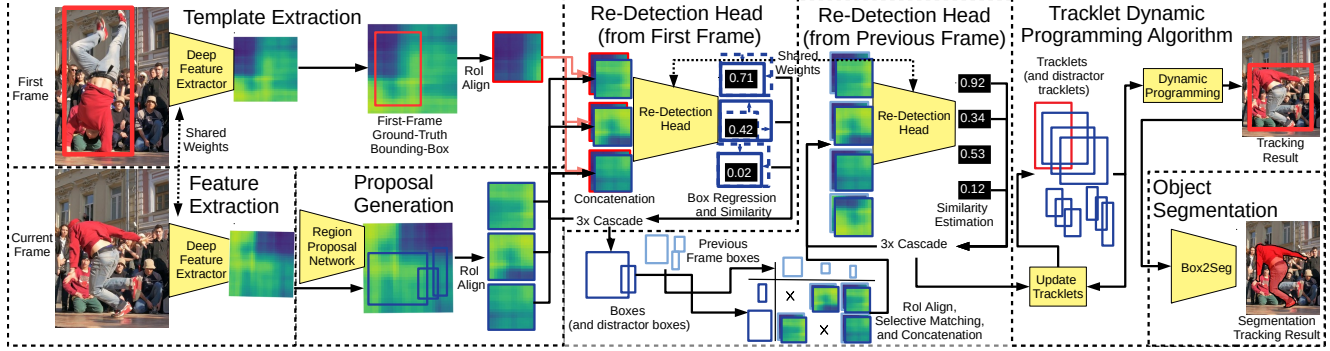 Template Extraction
First
Frame
Deep
Feature
Extractor
Shared
Weights
First-Frame
Ground-Truth
Bounding-Box
RoI
Align
Feature
Extraction
Current
Frame
Deep
Feature
Extractor
Proposal
Generation
Region
Proposal
Network
RoI
Align
Re-Detection Head
(from First Frame)
Re-Detection
Head
0.71
0.42
0.02
Concatenation
Box Regression
and Similarity
3x Cascade
Shared
Weights
Boxes
(and distractor boxes)
Previous
Frame boxes
x
x
RoI Align,
Selective Matching,
and Concatenation
Re-Detection Head
(from Previous Frame)
Re-Detection
Head
0.92
0.34
0.53
0.12
Similarity
Estimation
3x Cascade
Tracklet Dynamic
Programming Algorithm
Tracklets
(and distractor
tracklets)
Dynamic
Programming
Tracking
Result
Update
Tracklets
Object
Segmentation
Box2Seg
Segmentation
Tracking Result